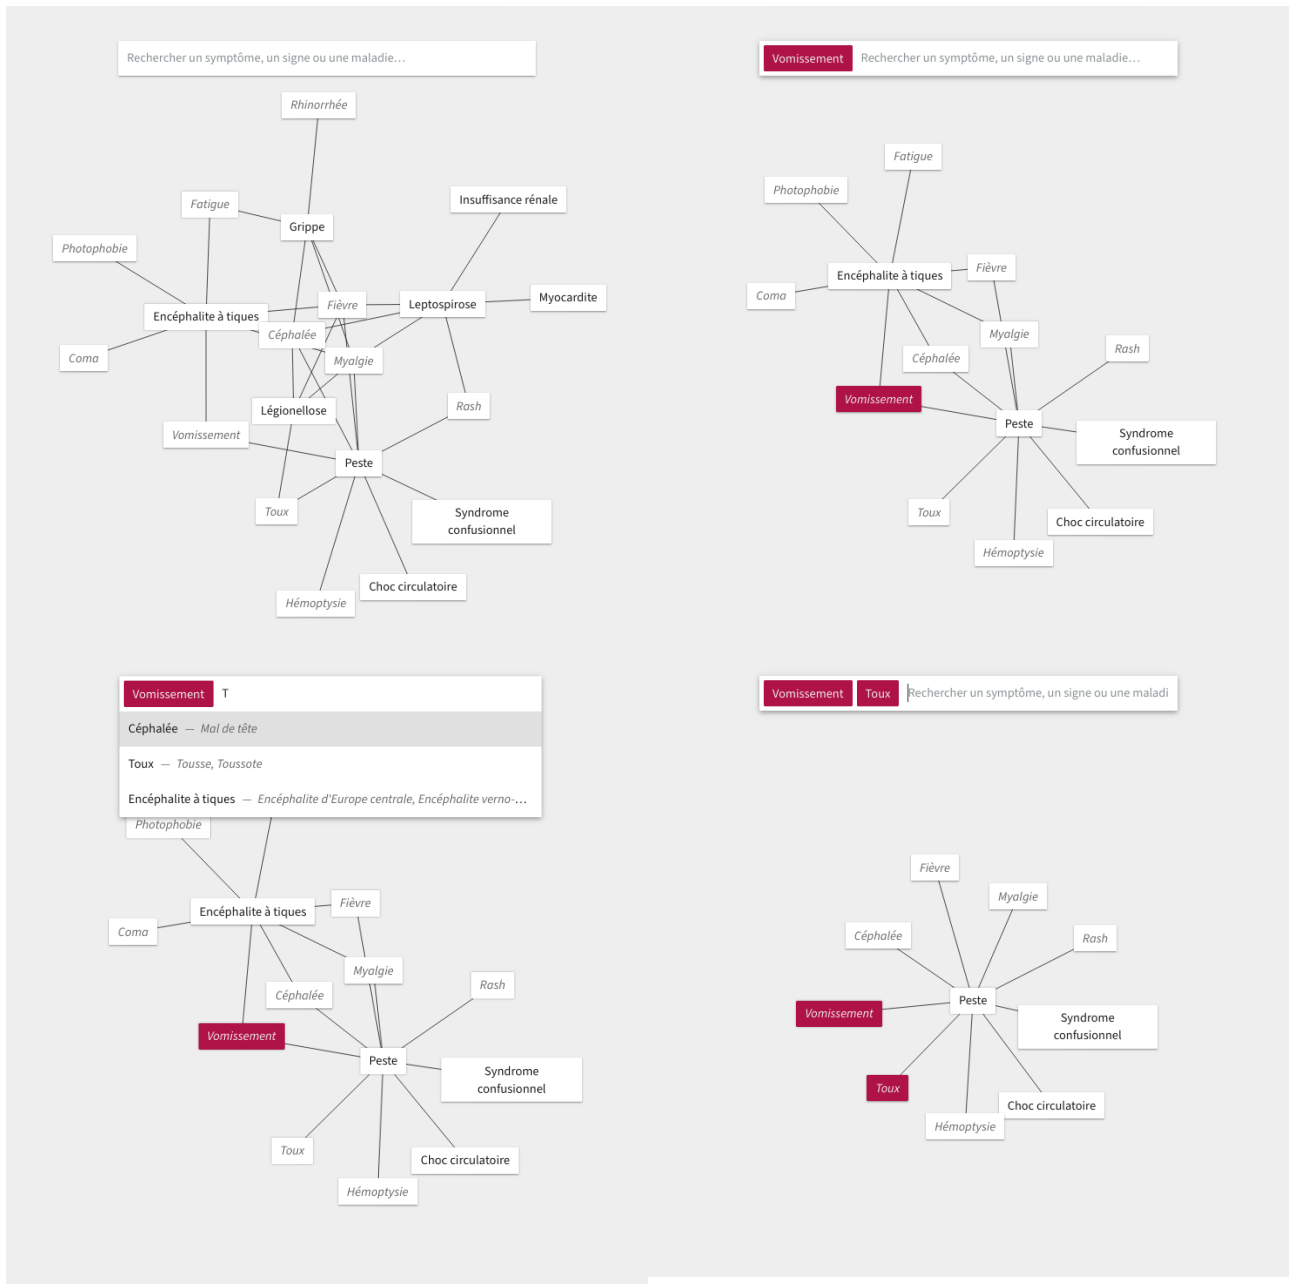 Rechercher un symptôme, un signe ou une maladie…
Rhinorrhée
Insuffisance rénale
Fatigue
Grippe
Photophobie
Myocardite
Fièvre
Leptospirose
Encéphalite à tiques
Céphalée
Coma
Myalgie
Rash
Légionellose
Vomissement
Peste
Toux
Syndrome
confusionnel
Choc circulatoire
Hémoptysie
Vomissement Rechercher un symptôme, un signe ou une maladie…
Fatigue
Photophobie
Fièvre
Encéphalite à tiques
Coma
Myalgie
Rash
Céphalée
Vomissement
Peste
Syndrome
confusionnel
Toux
Choc circulatoire
Hémoptysie
Vomissement T
Céphalée — Mal de tête
Toux — Tousse, Toussote
Encéphalite à tiques — Encéphalite d'Europe centrale, Encéphalite verno-…
Photophobie
Fièvre
Encéphalite à tiques
Coma
Myalgie
Rash
Céphalée
Vomissement
Peste
Syndrome
confusionnel
Toux
Choc circulatoire
Hémoptysie
Vomissement Toux Rechercher un symptôme, un signe ou une maladi
Fièvre
Myalgie
Céphalée
Rash
Peste
Vomissement
Syndrome
confusionnel
Toux
Choc circulatoire
Hémoptysie